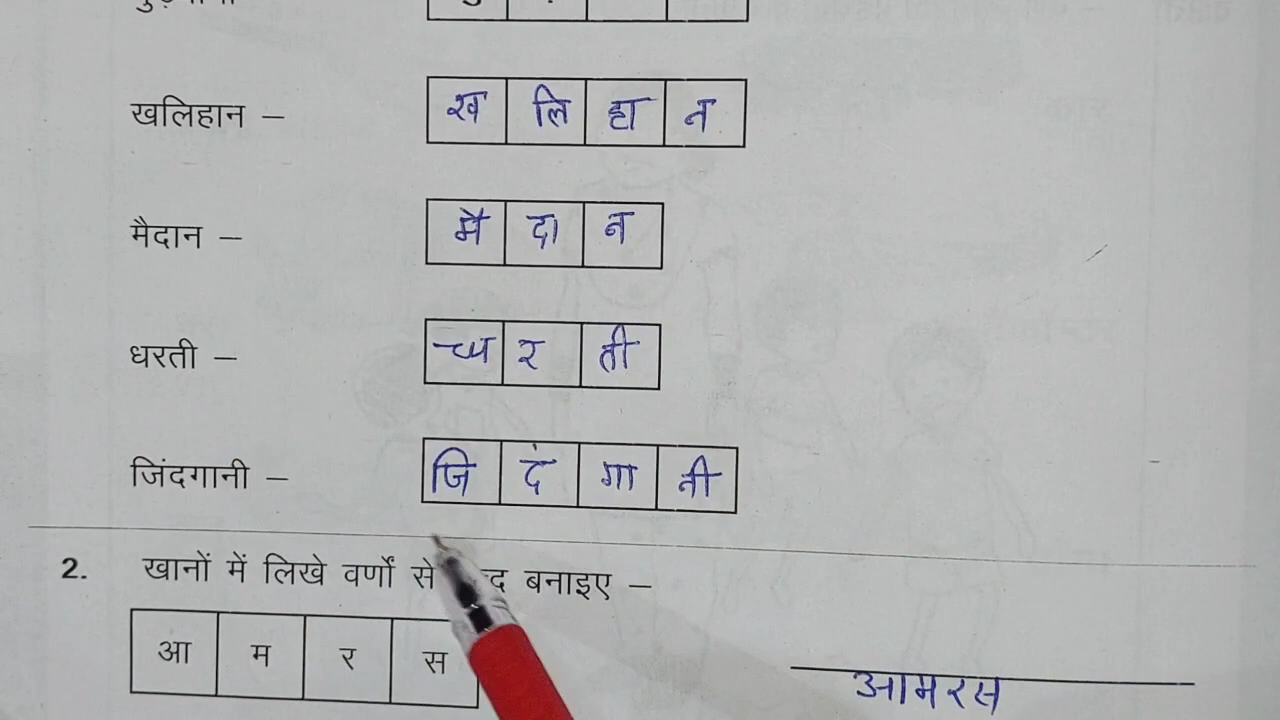 खलिहान – ख लि हा न
मैदान – मै दा न
धरती – ध र ती
जिंदगानी – जि दं गा नी
2. खानों में लिखे वर्णों से बनाइए –
आ म र स आमरस